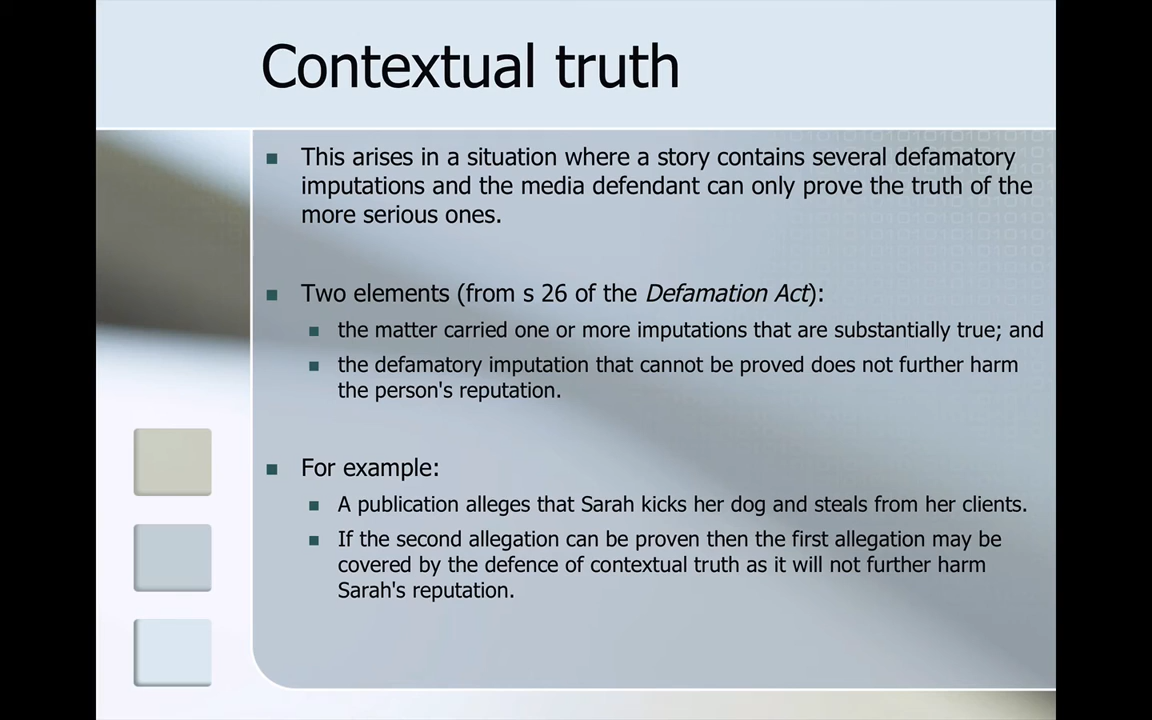 Contextual truth
This arises in a situation where a story contains several defamatory
imputations and the media defendant can only prove the truth of the
more serious ones.
Two elements (from s 26 of the Defamation Act):
the matter carried one or more imputations that are substantially true; and
the defamatory imputation that cannot be proved does not further harm
the person's reputation.
For example:
A publication alleges that Sarah kicks her dog and steals from her clients.
If the second allegation can be proven then the first allegation may be
covered by the defence of contextual truth as it will not further harm
Sarah's reputation.